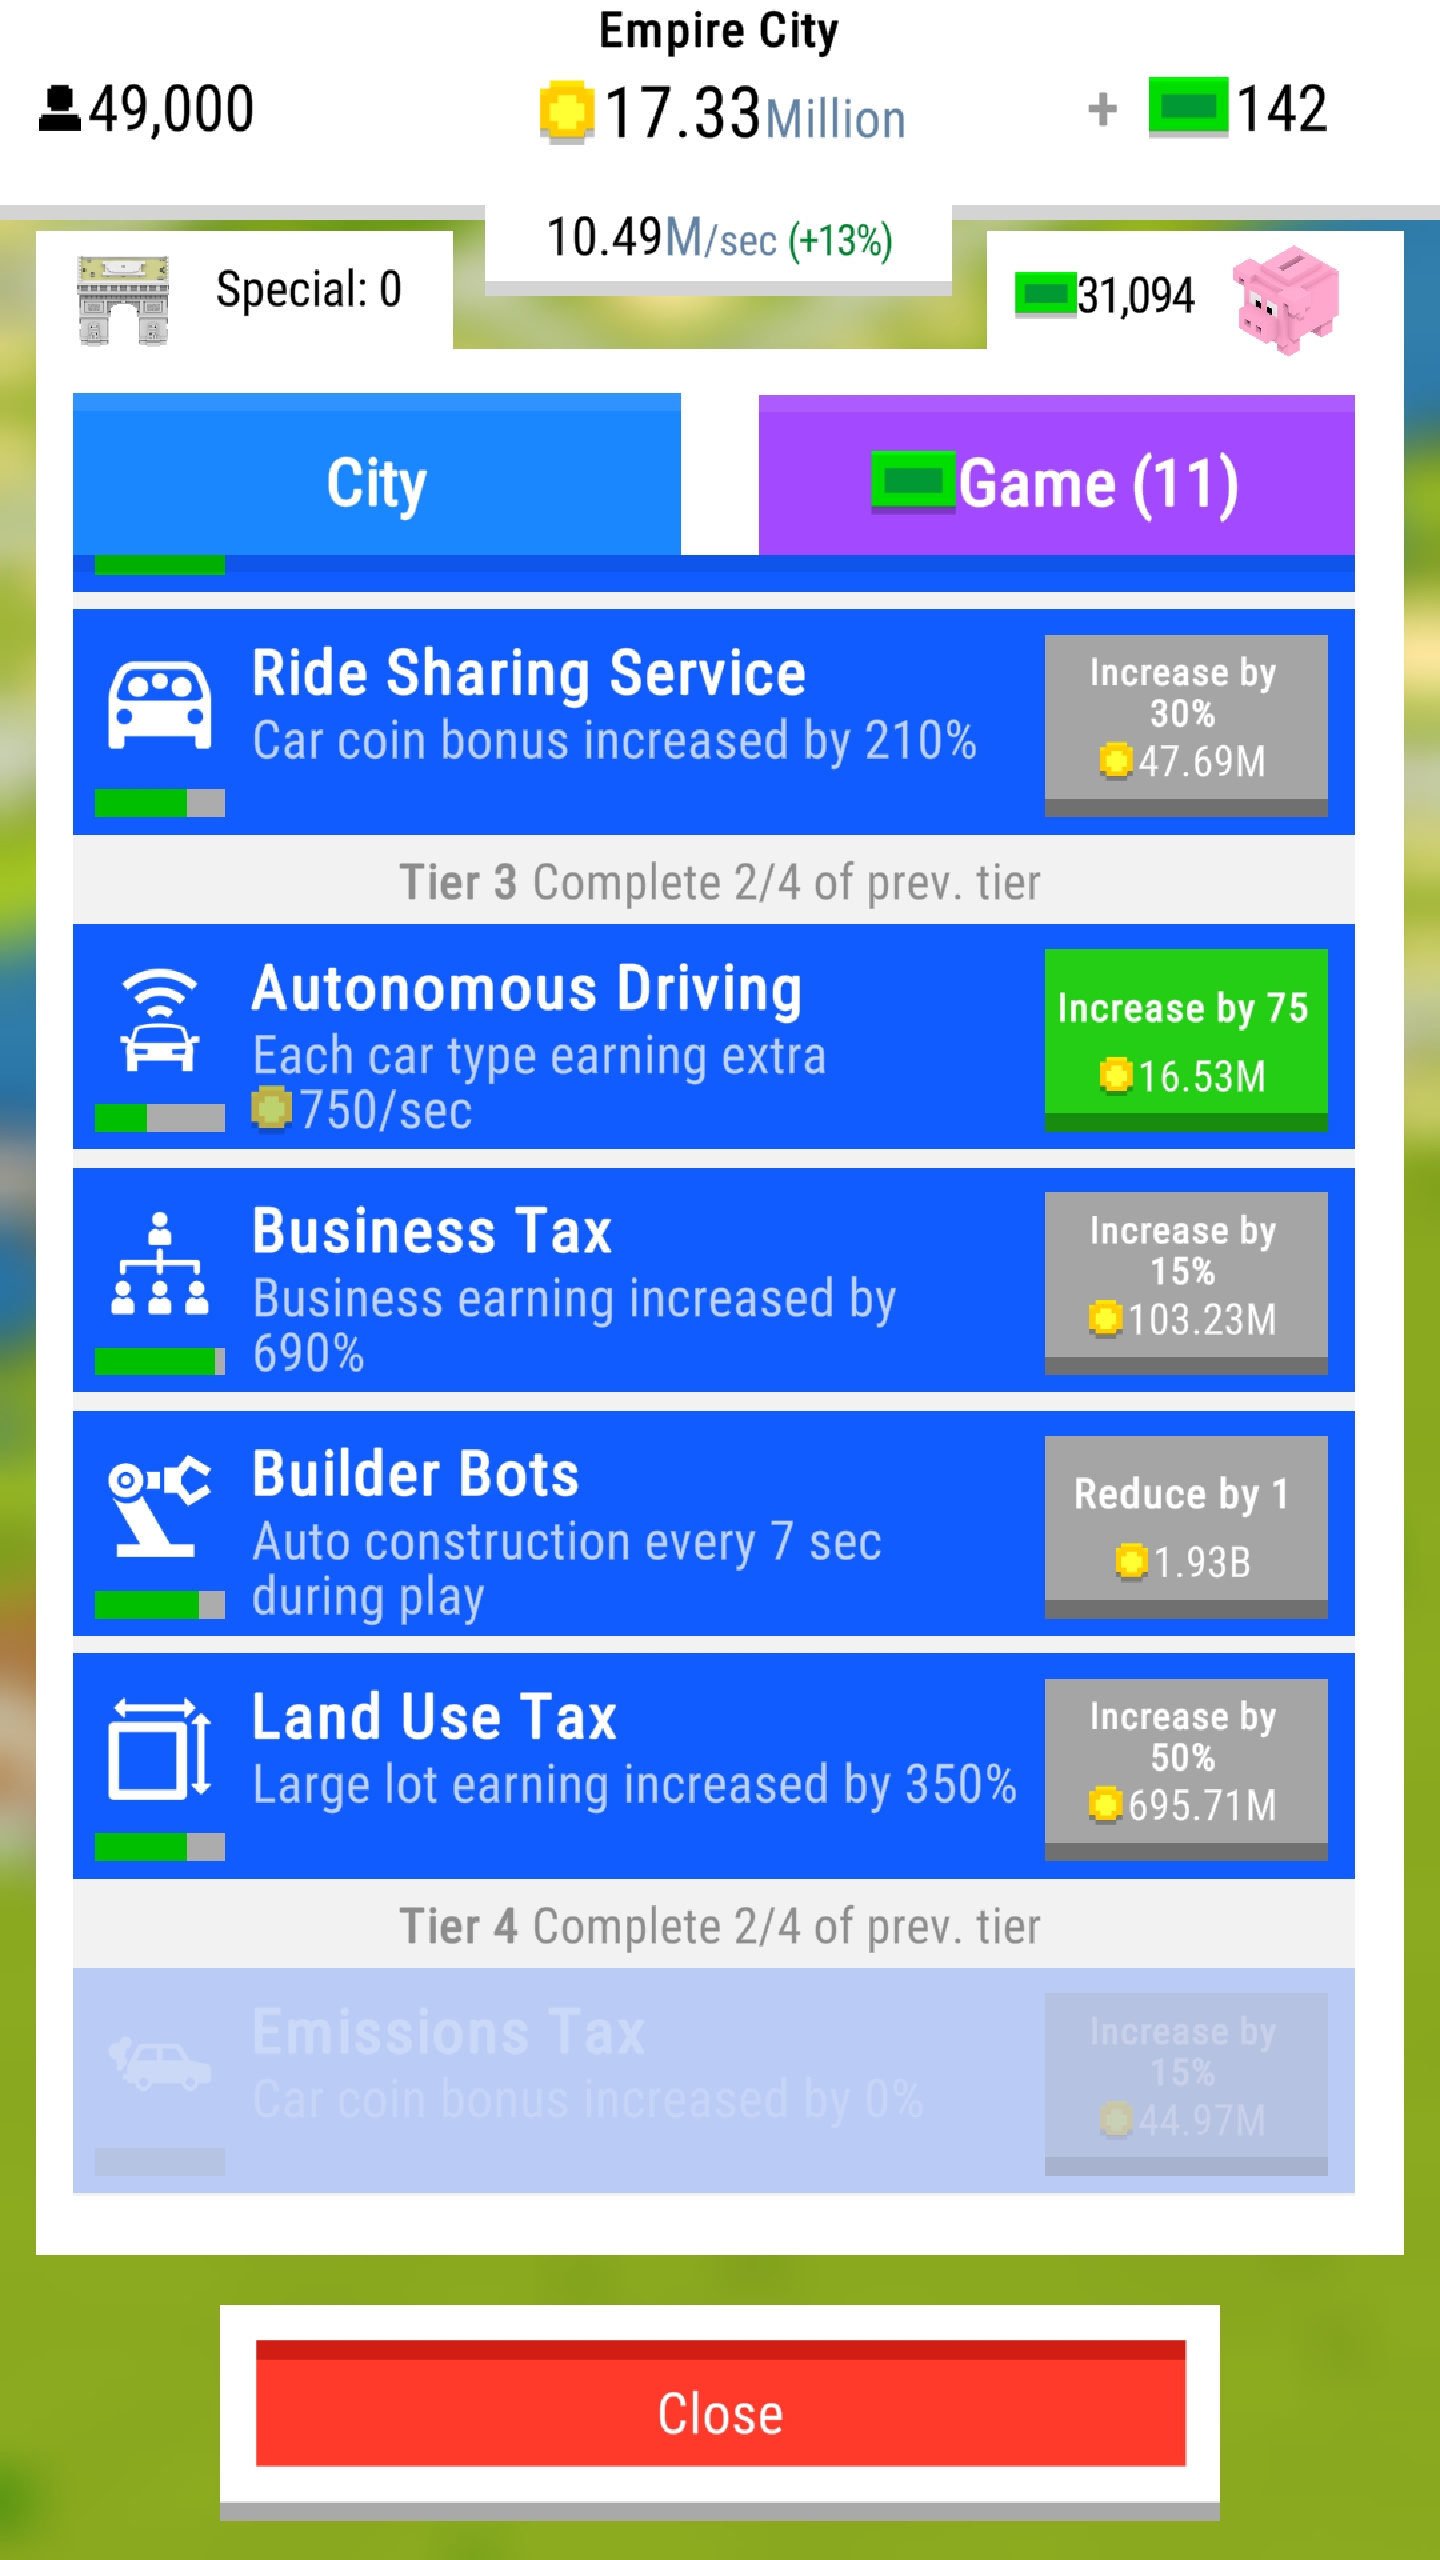 Empire City
49,000
17.33Million
+ 142
10.49M/sec (+13%)
Special: 0
31,094
City
Game (11)
Ride Sharing Service
Car coin bonus increased by 210%
Increase by
30%
47.69M
Tier 3 Complete 2/4 of prev. tier
Autonomous Driving
Each car type earning extra
750/sec
Increase by 75
16.53M
Business Tax
Business earning increased by
690%
Increase by
15%
103.23M
Builder Bots
Auto construction every 7 sec
during play
Reduce by 1
1.93B
Land Use Tax
Large lot earning increased by 350%
Increase by
50%
695.71M
Tier 4 Complete 2/4 of prev. tier
Emissions Tax
Car coin bonus increased by 0%
Increase by
15%
44.97M
Close